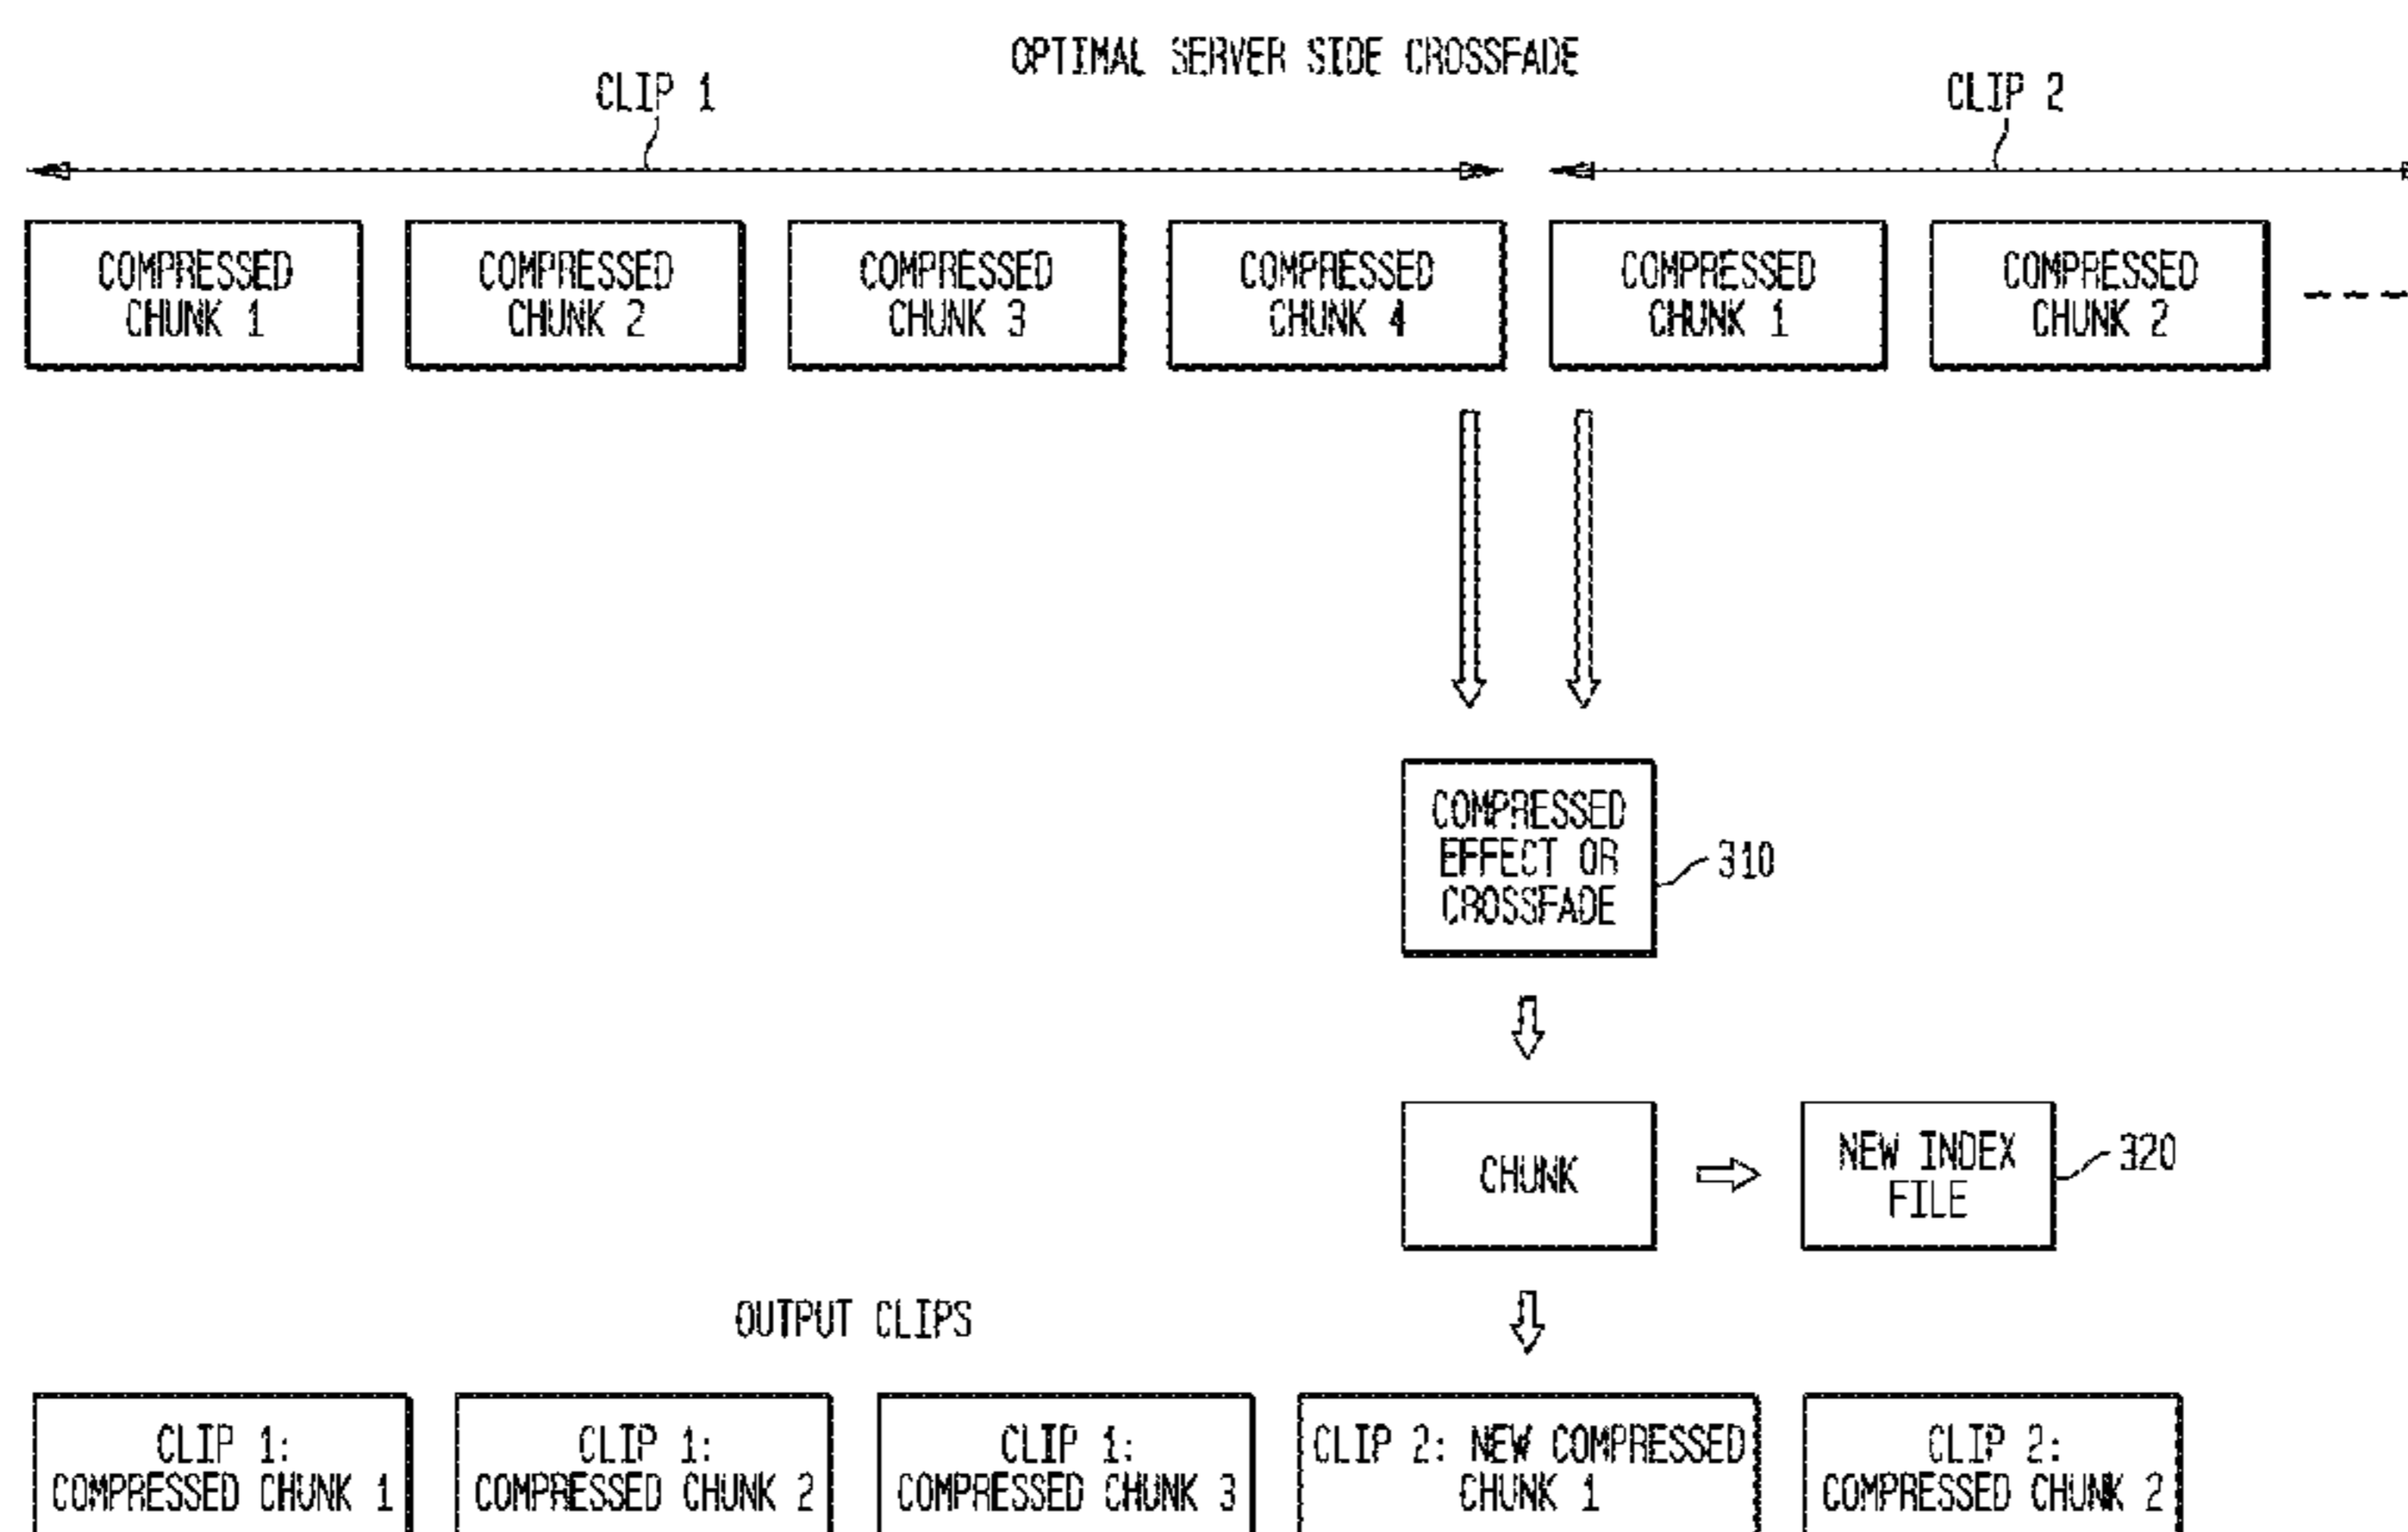 OPTIMAL SERVER SIDE CROSSFADE
CLIP 1
CLIP 2
COMPRESSED
CHUNK 1
COMPRESSED
CHUNK 2
COMPRESSED
CHUNK 3
COMPRESSED
CHUNK 4
COMPRESSED
CHUNK 1
COMPRESSED
CHUNK 2
COMPRESSED
EFFECT OR
CROSSFADE
310
CHUNK
NEW INDEX
FILE
320
OUTPUT CLIPS
CLIP 1:
COMPRESSED CHUNK 1
CLIP 1:
COMPRESSED CHUNK 2
CLIP 1:
COMPRESSED CHUNK 3
CLIP 2: NEW COMPRESSED
CHUNK 1
CLIP 2:
COMPRESSED CHUNK 2